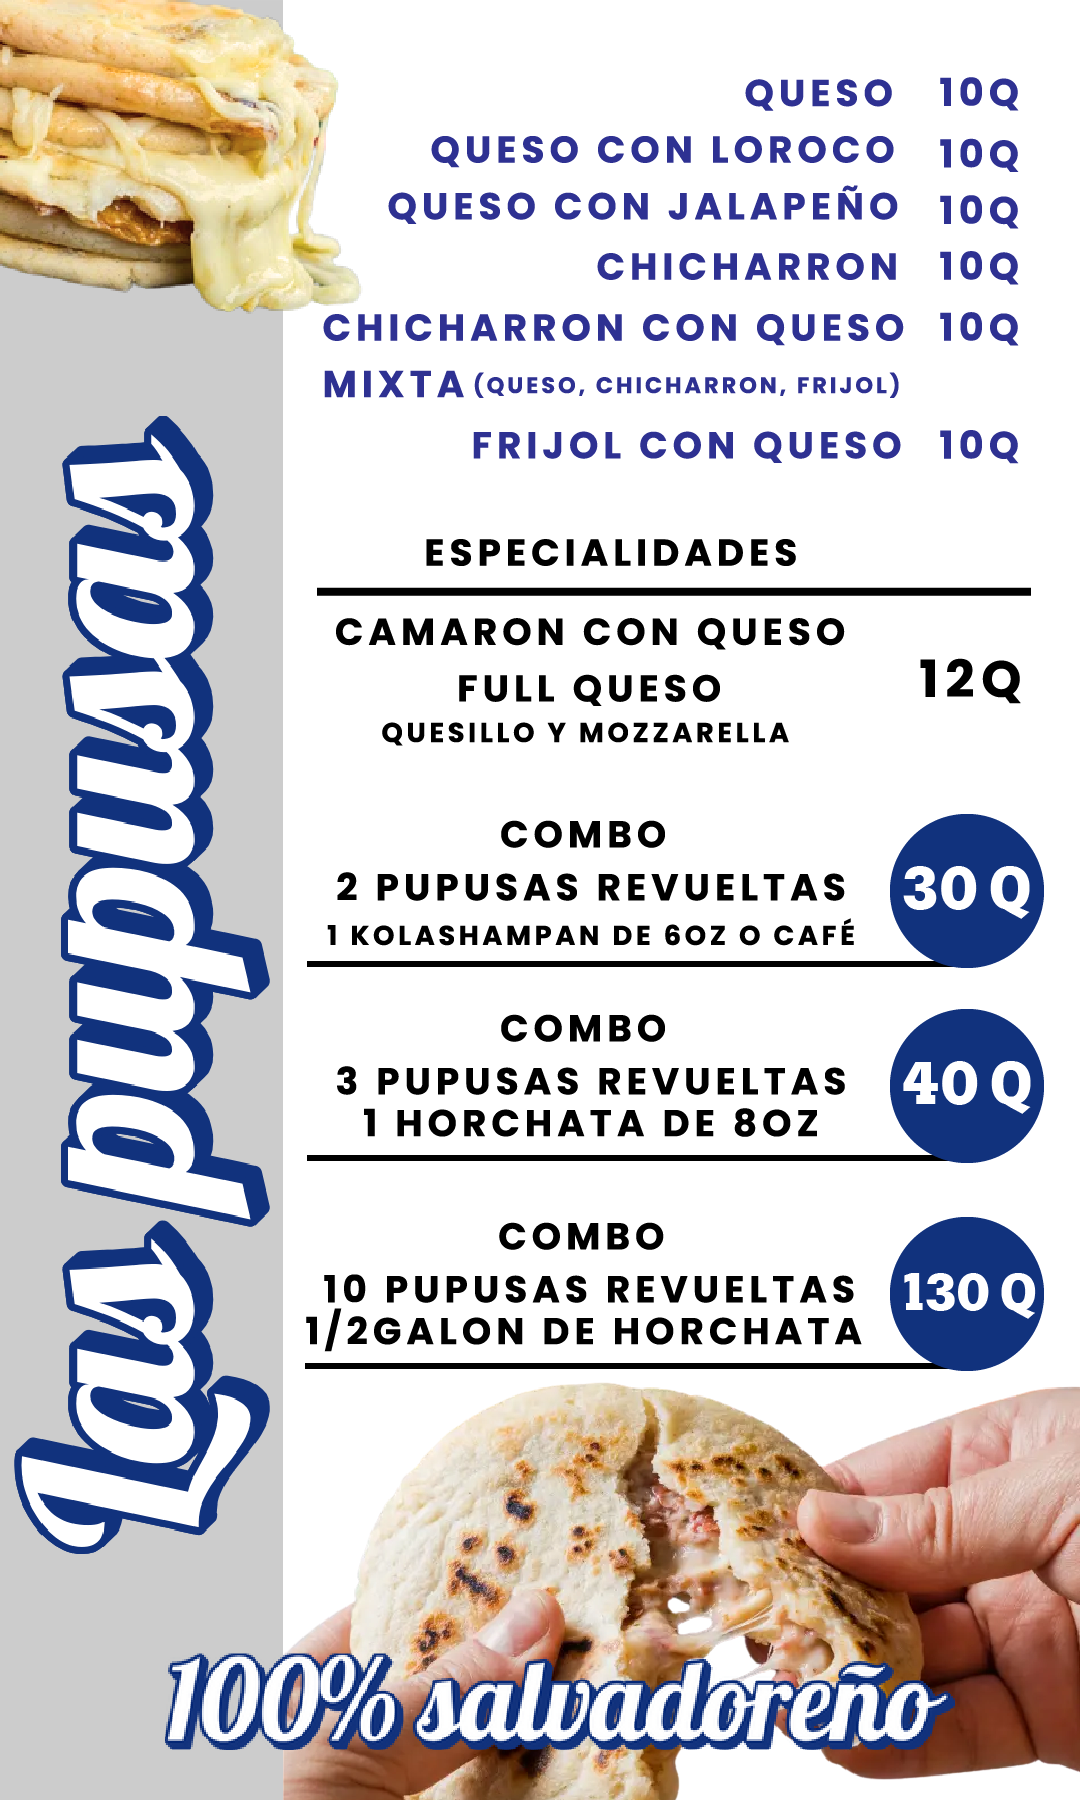 QUESO 10Q
QUESO CON LOROCO 10Q
QUESO CON JALAPEÑO 10Q
CHICHARRON 10Q
CHICHARRON CON QUESO 10Q
MIXTA (QUESO, CHICHARRON, FRIJOL)
FRIJOL CON QUESO 10Q
ESPECIALIDADES
CAMARON CON QUESO
FULL QUESO 12Q
QUESILLO Y MOZZARELLA
COMBO
2 PUPUSAS REVUELTAS 30 Q
1 KOLASHAMPAN DE 6OZ O CAFÉ
COMBO
3 PUPUSAS REVUELTAS 40 Q
1 HORCHATA DE 8OZ
COMBO
10 PUPUSAS REVUELTAS 130 Q
1/2GALON DE HORCHATA
Las pupusas
100% salvadoreño